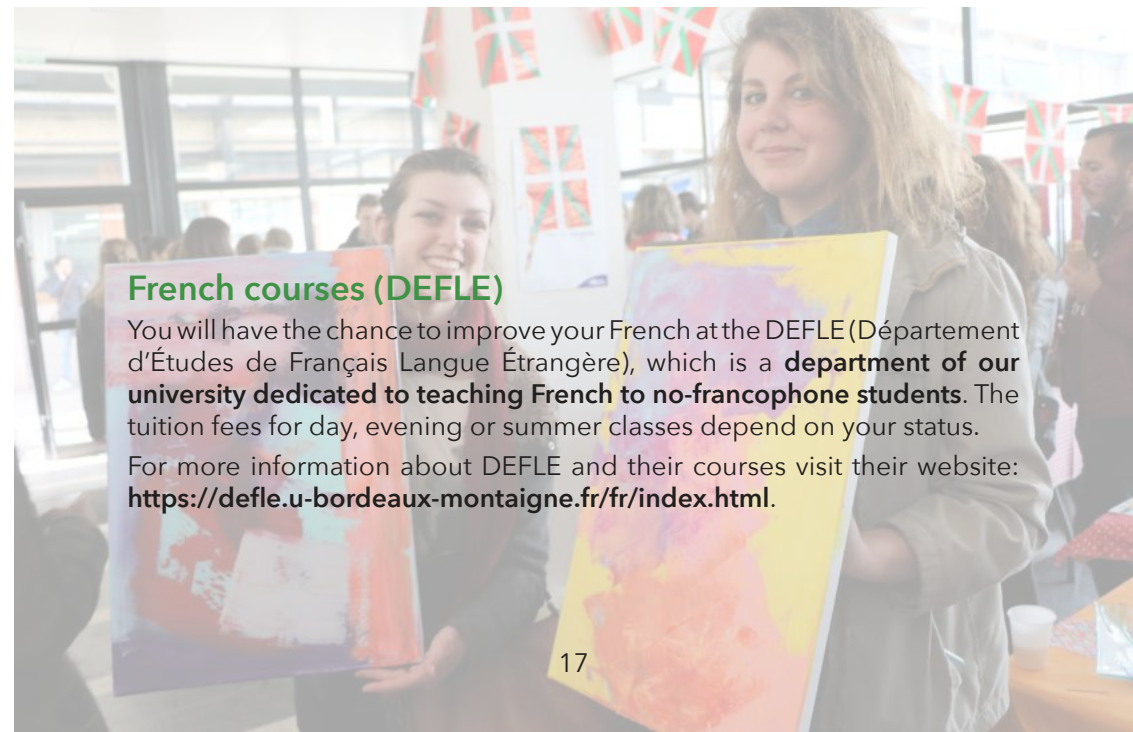 French courses (DEFLE)
You will have the chance to improve your French at the DEFLE (Département
d’Études de Français Langue Étrangère), which is a department of our
university dedicated to teaching French to no-francophone students. The
tuition fees for day, evening or summer classes depend on your status.
For more information about DEFLE and their courses visit their website:
https://defle.u-bordeaux-montaigne.fr/fr/index.html.
17